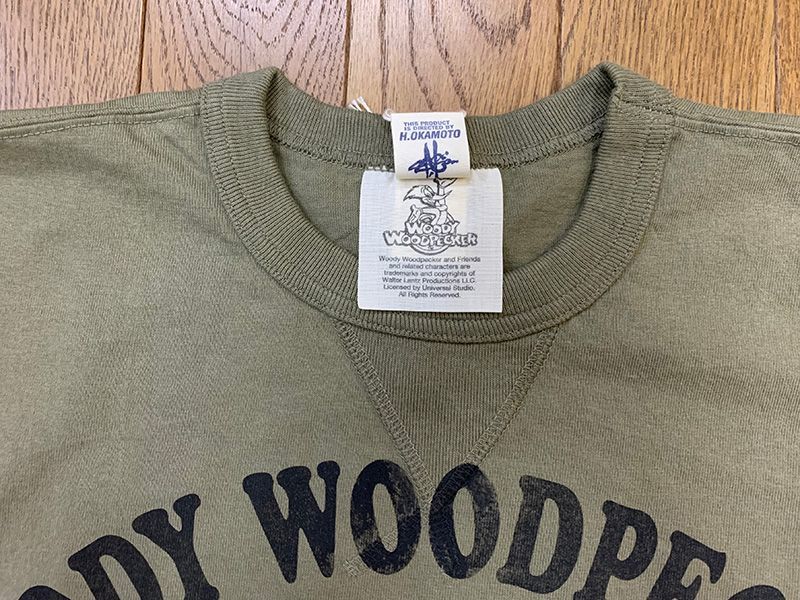 THIS PRODUCT
IS DIRECTED BY
H.OKAMOTO
WOODY
WOODPECKER
Woody Woodpecker and Friends
and related characters are
trademarks and copyrights of
Walter Lantz Productions LLC.
Licensed by Universal Studio.
All Rights Reserved.
ODY WOODPEC